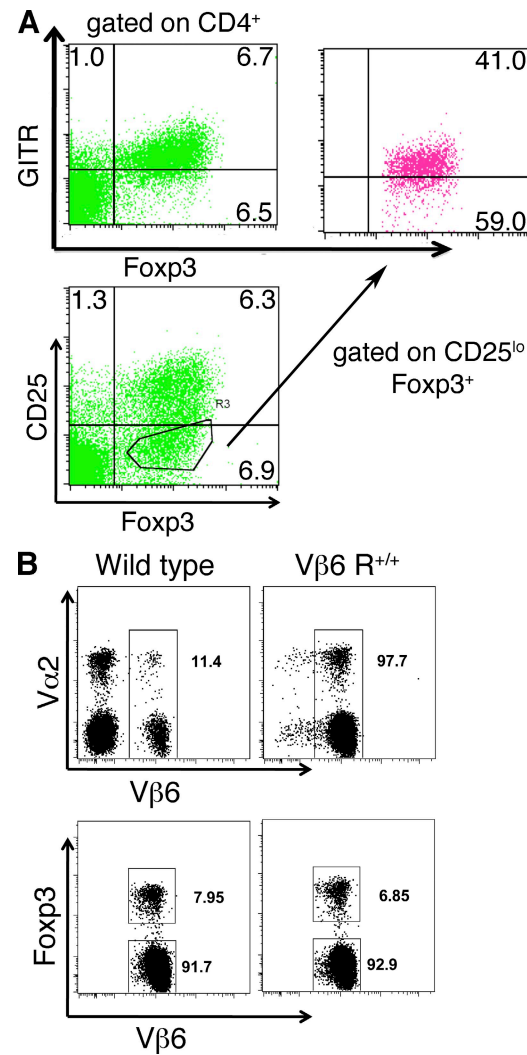 A
gated on CD4⁺
1.0 6.7
41.0
GITR
6.5
59.0
Foxp3
1.3 6.3
gated on CD25ˡᵒ
Foxp3⁺
CD25
R3
6.9
Foxp3
B
Wild type Vβ6 R⁺/⁺
Vα2
11.4 97.7
Vβ6
Foxp3
7.95 6.85
91.7 92.9
Vβ6